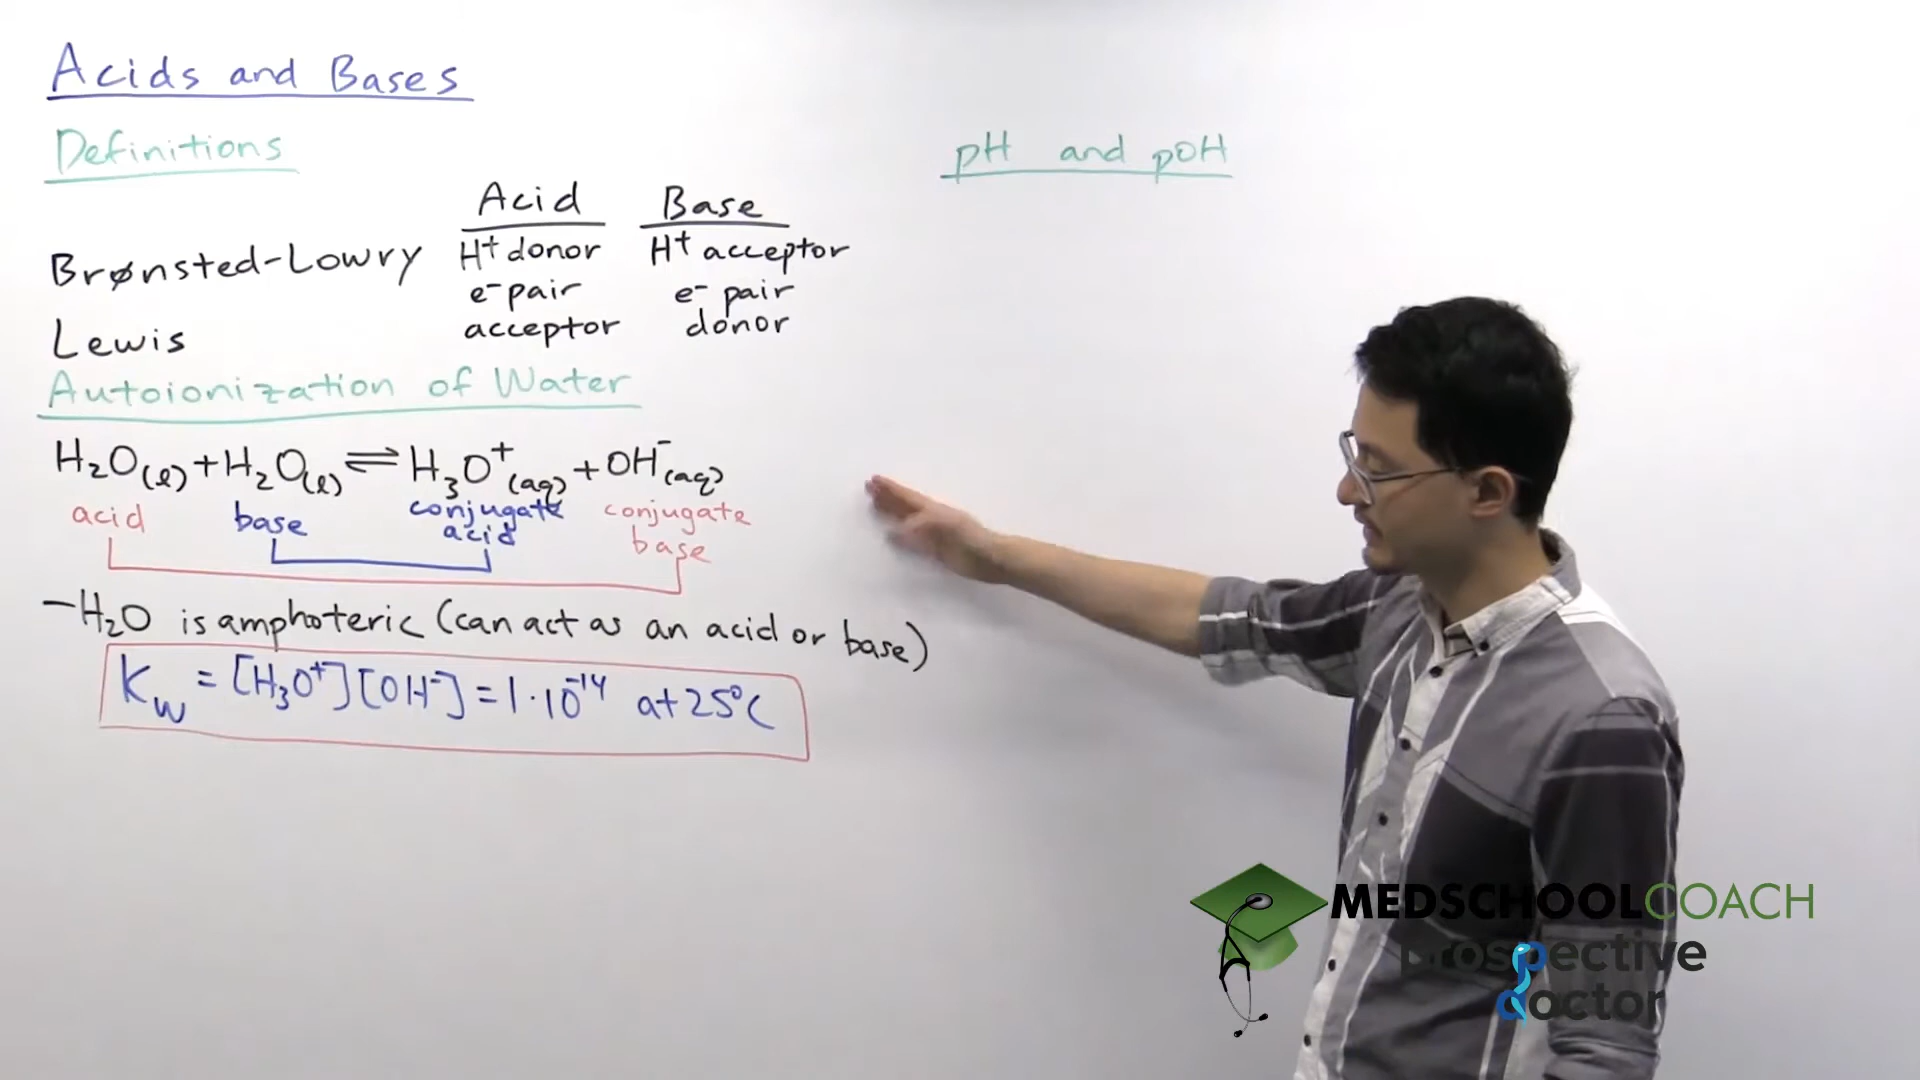 Acids and Bases
Definitions
Acid Base
Brønsted-Lowry H⁺ donor H⁺ acceptor
Lewis e⁻ pair acceptor e⁻ pair donor
Autoionization of Water
H₂O(l) + H₂O(l) ⇌ H₃O⁺(aq) + OH⁻(aq)
acid base conjugate acid conjugate base
– H₂O is amphoteric (can act as an acid or base)
Kw = [H₃O⁺][OH⁻] = 1·10⁻¹⁴ at 25°C
pH and pOH
MEDSCHOOLCOACH
prospective
doctor